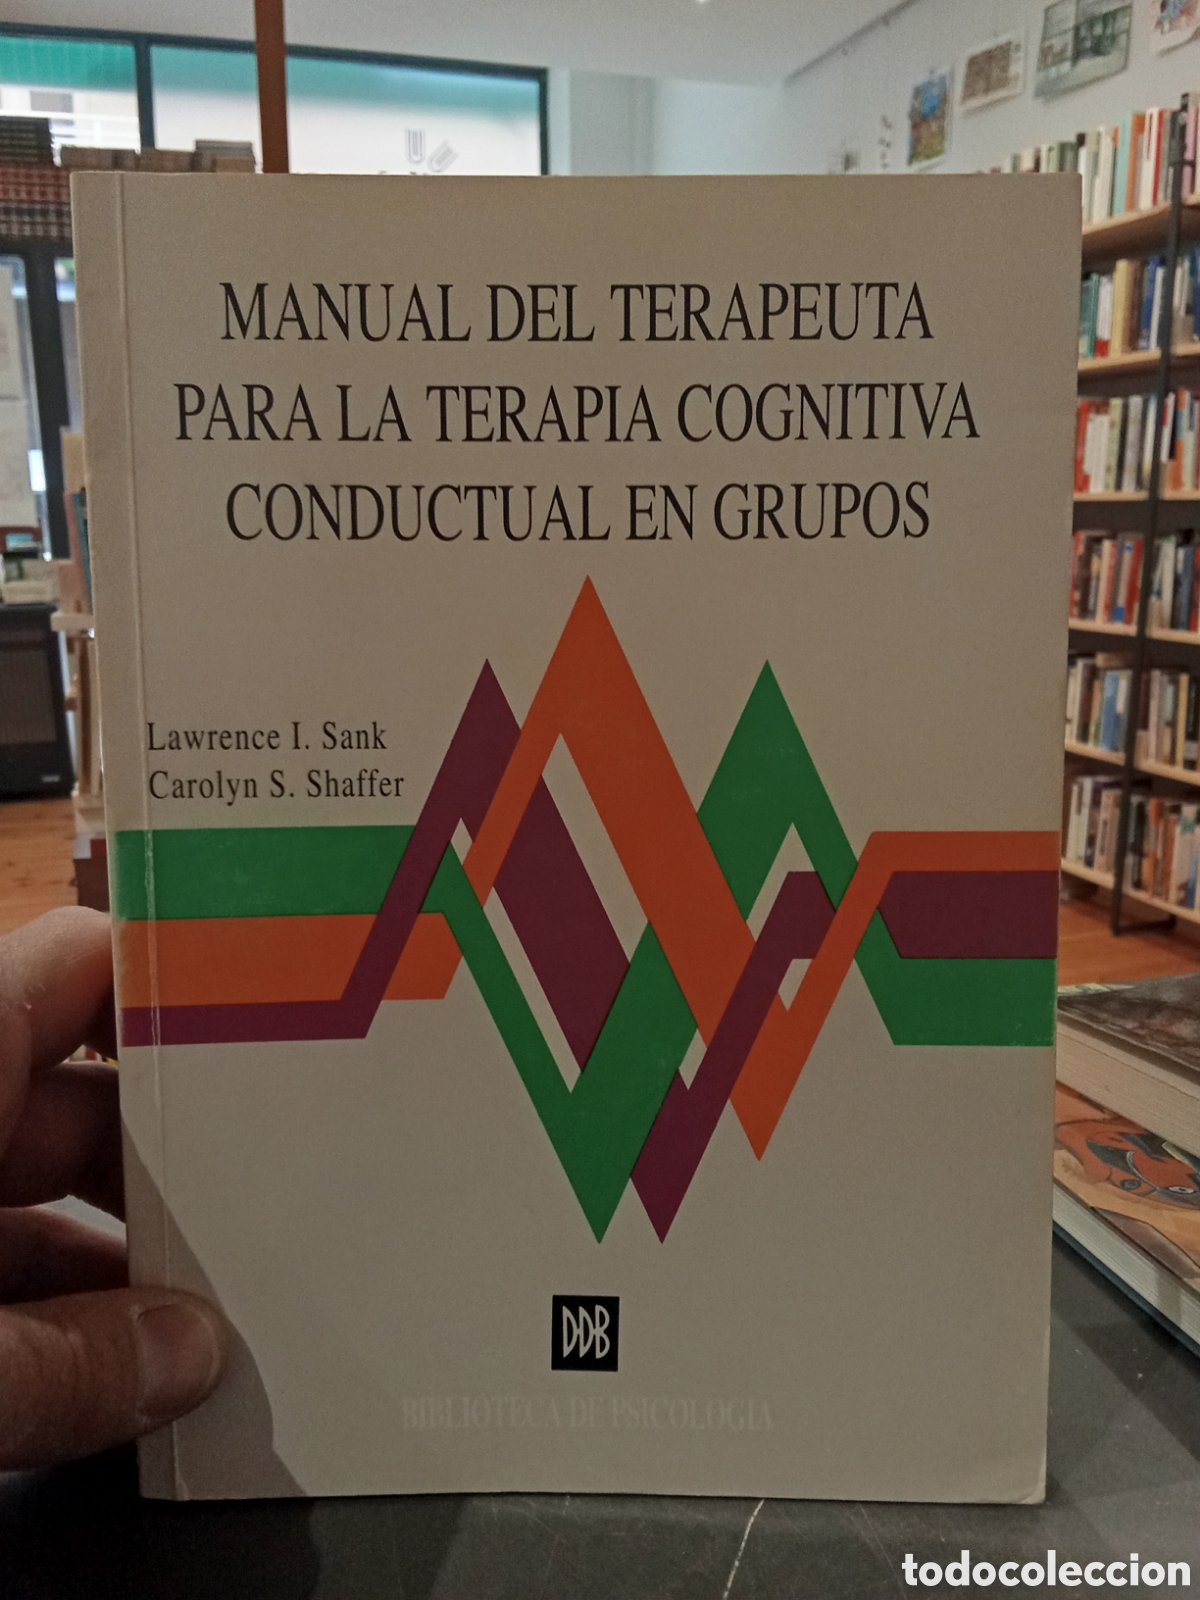 MANUAL DEL TERAPEUTA
PARA LA TERAPIA COGNITIVA
CONDUCTUAL EN GRUPOS
Lawrence I. Sank
Carolyn S. Shaffer
DDB
BIBLIOTECA DE PSICOLOGIA
todocoleccion